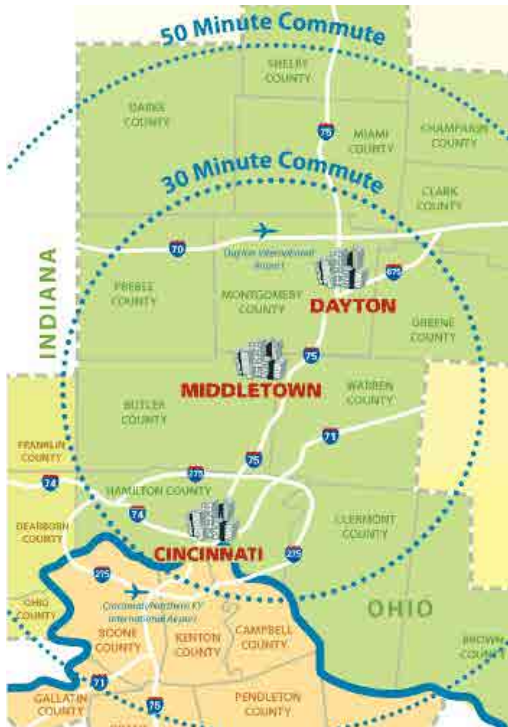 50 Minute Commute
SHELBY
COUNTY
DARKE
COUNTY
75
MIAMI
COUNTY
CHAMPAIGN
COUNTY
30 Minute Commute
CLARK
COUNTY
70
Dayton International
Airport
675
PREBLE
COUNTY
MONTGOMERY
COUNTY
DAYTON
GREENE
COUNTY
INDIANA
75
MIDDLETOWN
WARREN
COUNTY
BUTLER
COUNTY
71
FRANKLIN
COUNTY
75
74
275
HAMILTON COUNTY
74
DEARBORN
COUNTY
CLERMONT
COUNTY
CINCINNATI
275
275
OHIO
COUNTY
Cincinnati/Northern KY
International Airport
OHIO
BOONE
COUNTY
KENTON
COUNTY
CAMPBELL
COUNTY
BROWN
COUNTY
71
GALLATIN
COUNTY
75
PENDLETON
COUNTY